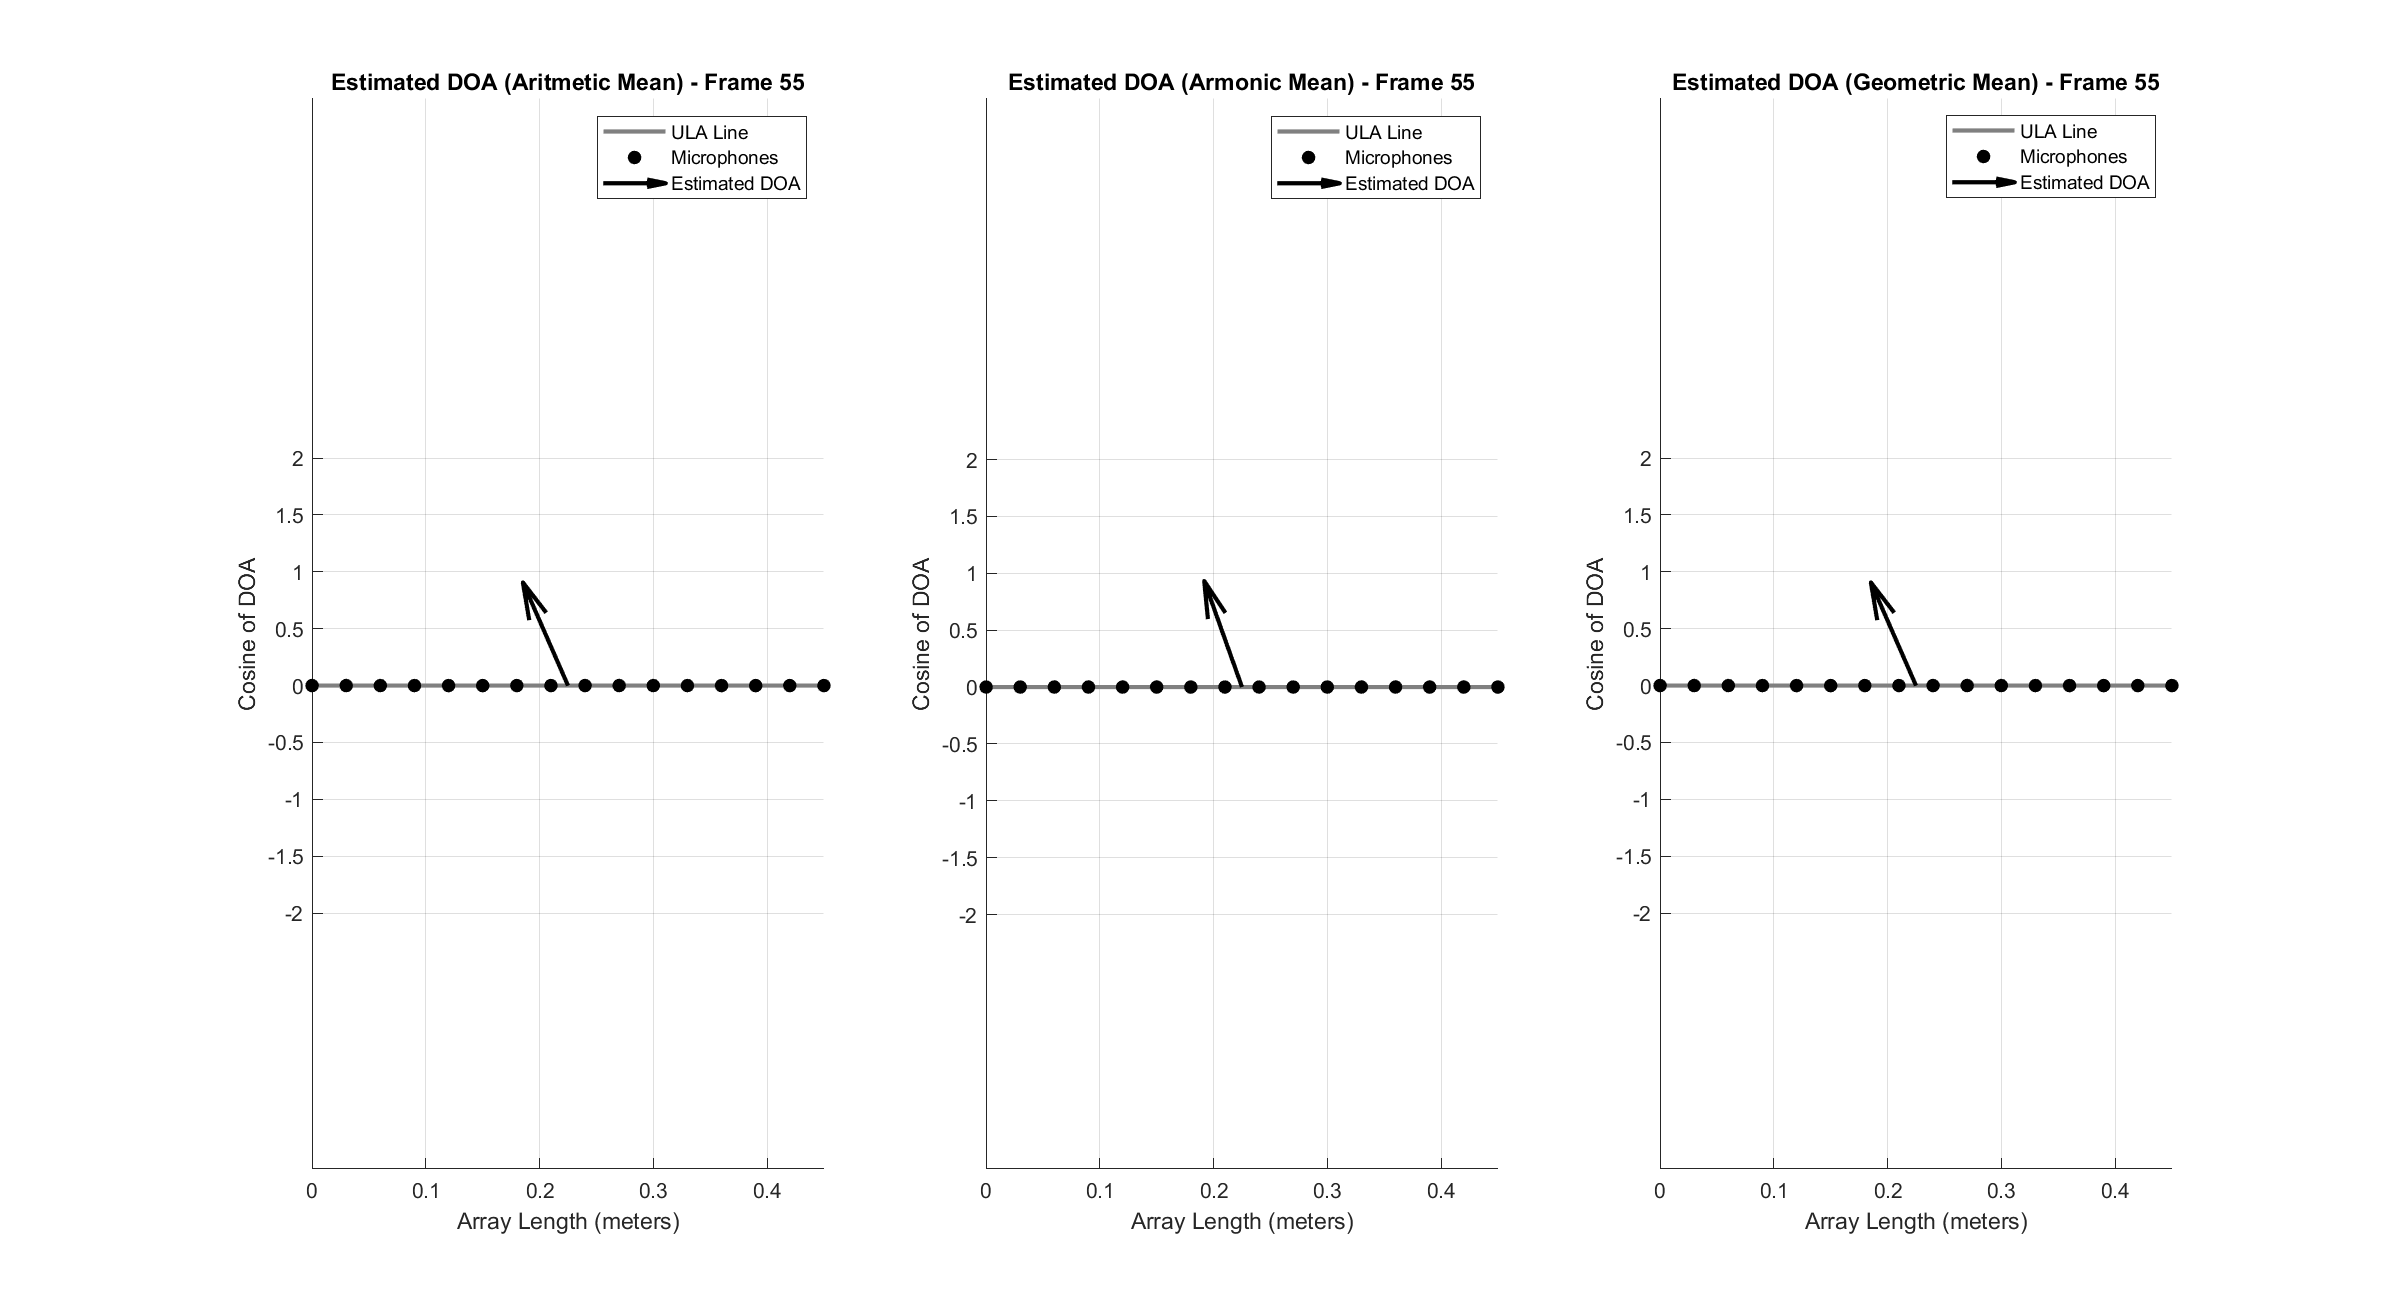 Estimated DOA (Aritmetic Mean) - Frame 55
ULA Line
Microphones
Estimated DOA
2
1.5
1
0.5
0
-0.5
-1
-1.5
-2
Cosine of DOA
0 0.1 0.2 0.3 0.4
Array Length (meters)
Estimated DOA (Armonic Mean) - Frame 55
ULA Line
Microphones
Estimated DOA
2
1.5
1
0.5
0
-0.5
-1
-1.5
-2
Cosine of DOA
0 0.1 0.2 0.3 0.4
Array Length (meters)
Estimated DOA (Geometric Mean) - Frame 55
ULA Line
Microphones
Estimated DOA
2
1.5
1
0.5
0
-0.5
-1
-1.5
-2
Cosine of DOA
0 0.1 0.2 0.3 0.4
Array Length (meters)